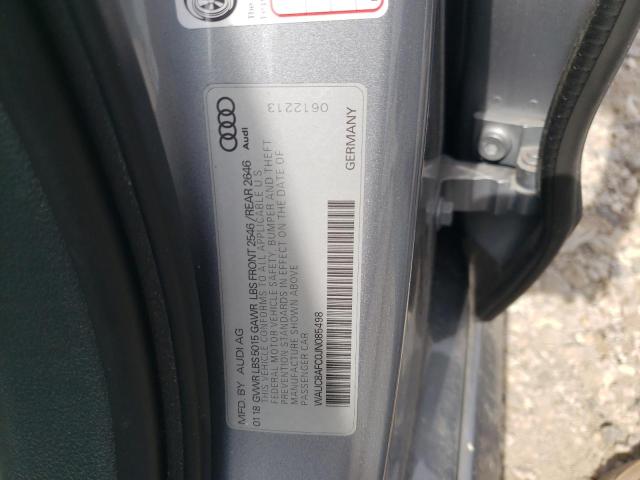 MFD. BY AUDI AG
01 18 GVWR LBS 5015 GAWR LBS FRONT 2546 / REAR 2646
THIS VEHICLE CONFORMS TO ALL APPLICABLE U S
FEDERAL MOTOR VEHICLE SAFETY, BUMPER AND THEFT
PREVENTION STANDARDS IN EFFECT ON THE DATE OF
MANUFACTURE SHOWN ABOVE
PASSENGER CAR
WAUC8AFC0JN085498
GERMANY
Audi
0612213
The